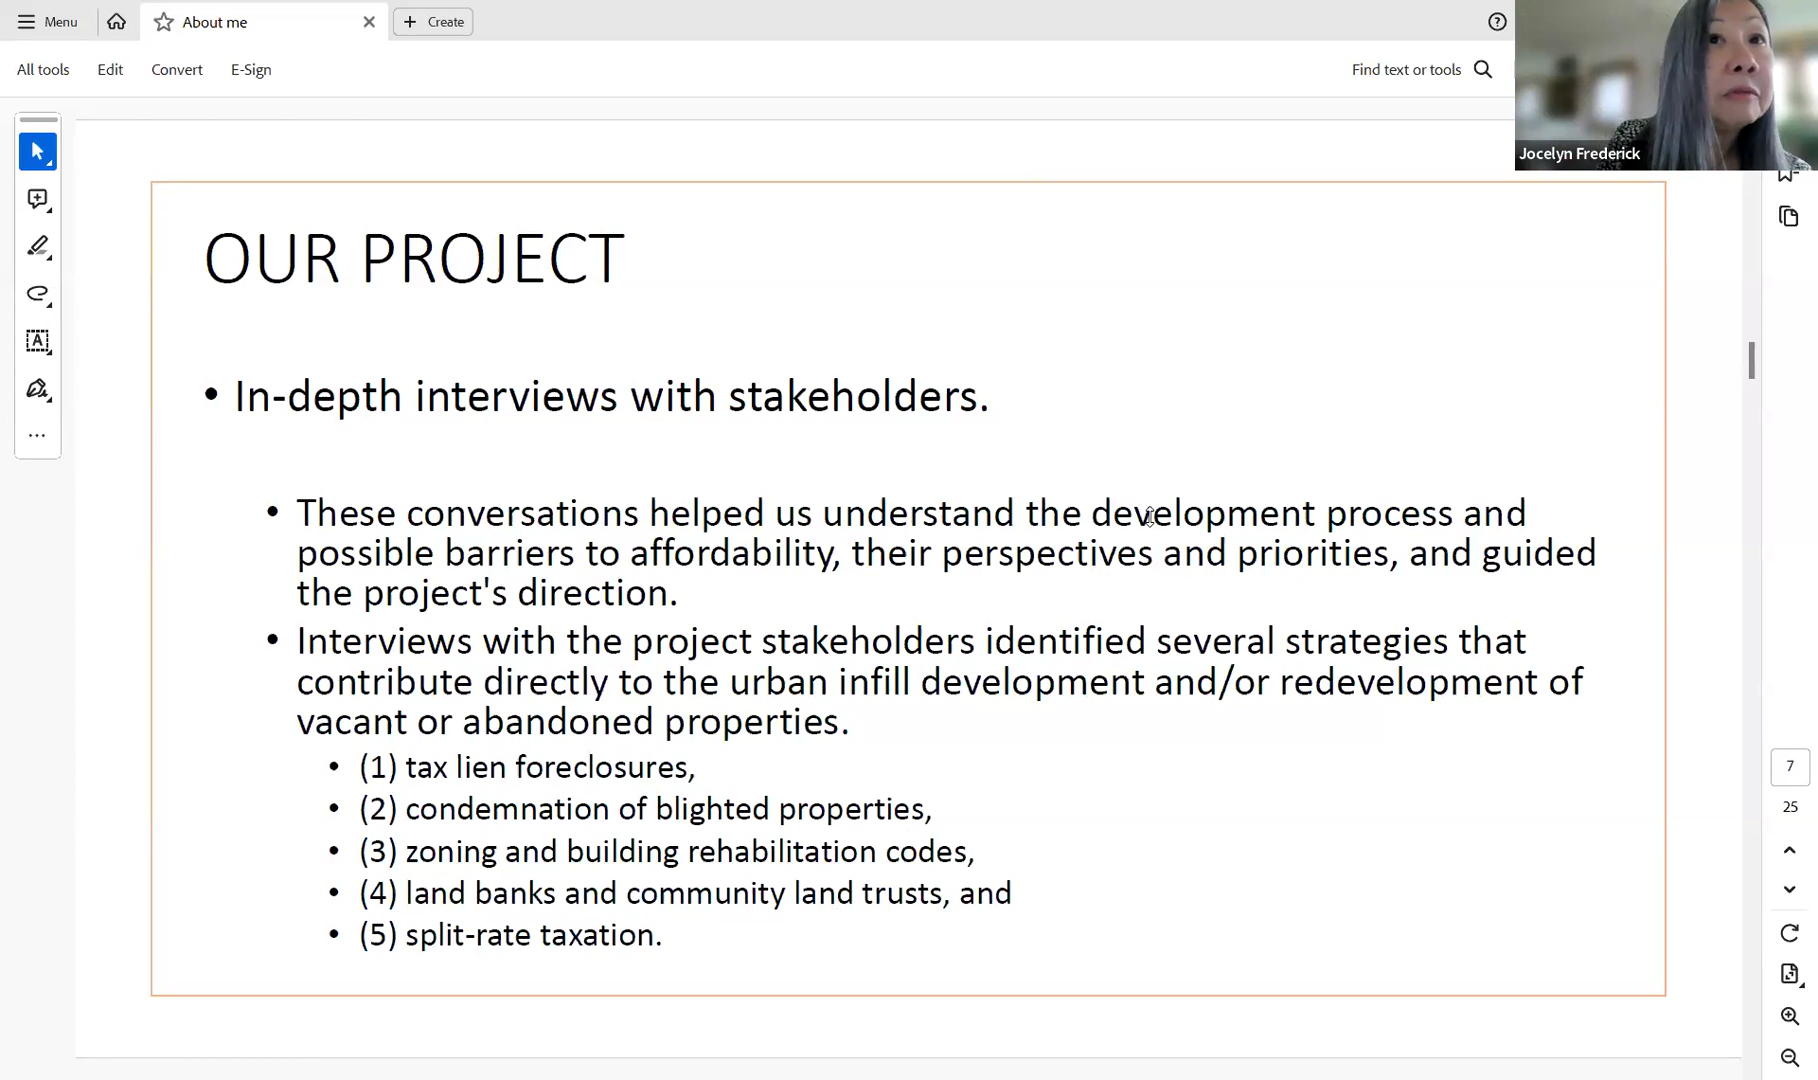 Menu
About me
Create
All tools
Edit
Convert
E-Sign
Find text or tools
Jocelyn Frederick
OUR PROJECT
• In-depth interviews with stakeholders.
• These conversations helped us understand the development process and
possible barriers to affordability, their perspectives and priorities, and guided
the project's direction.
• Interviews with the project stakeholders identified several strategies that
contribute directly to the urban infill development and/or redevelopment of
vacant or abandoned properties.
• (1) tax lien foreclosures,
• (2) condemnation of blighted properties,
• (3) zoning and building rehabilitation codes,
• (4) land banks and community land trusts, and
• (5) split-rate taxation.
7
25